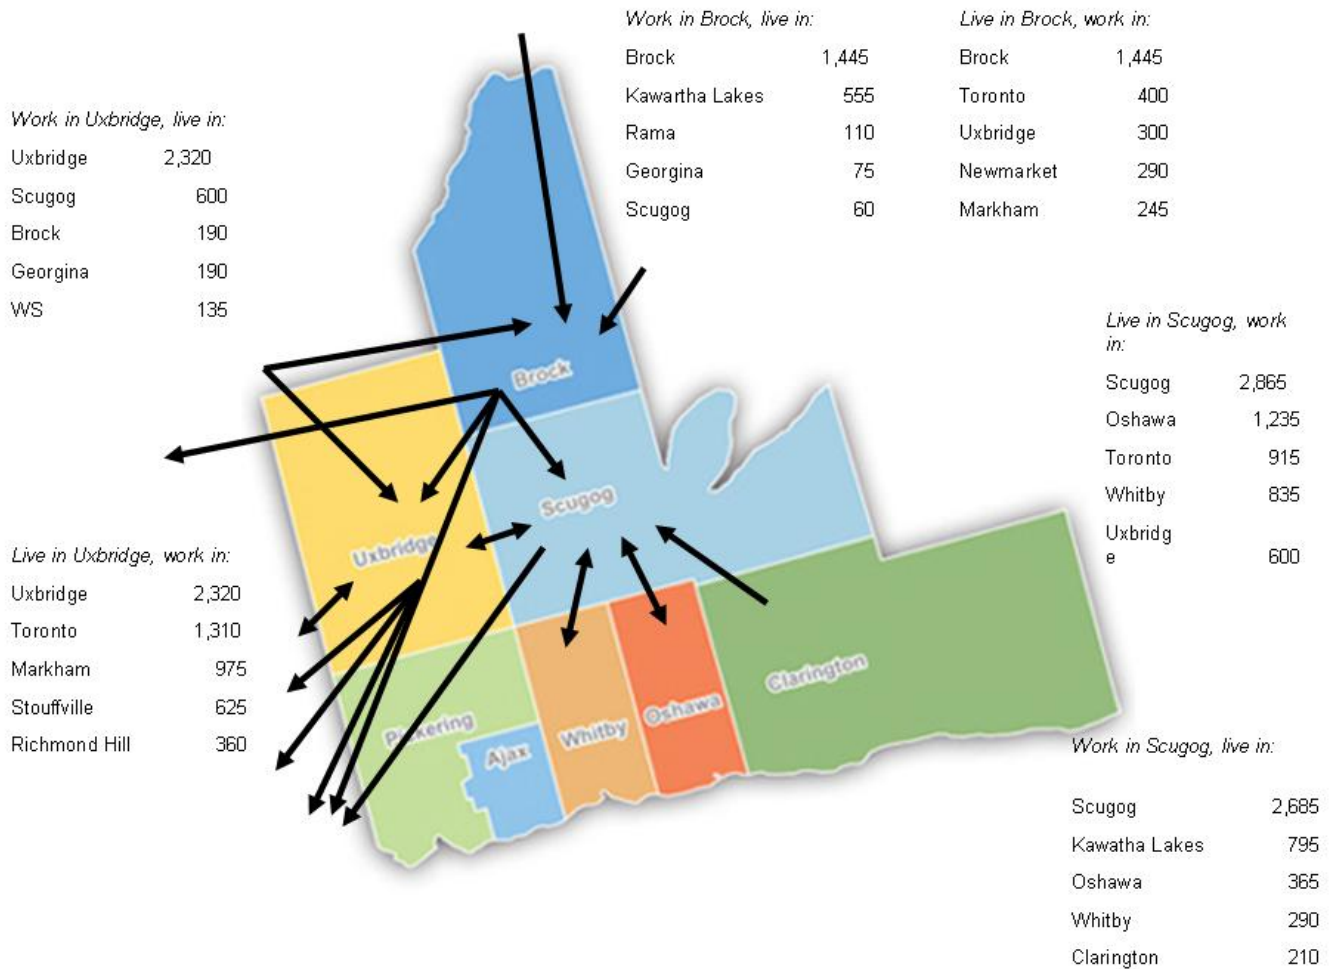 Work in Brock, live in:
Brock 1,445
Kawartha Lakes 555
Rama 110
Georgina 75
Scugog 60
Live in Brock, work in:
Brock 1,445
Toronto 400
Uxbridge 300
Newmarket 290
Markham 245
Work in Uxbridge, live in:
Uxbridge 2,320
Scugog 600
Brock 190
Georgina 190
WS 135
Live in Scugog, work
in:
Scugog 2,865
Oshawa 1,235
Toronto 915
Whitby 835
Uxbridg
e 600
Brock
Scugog
Uxbridge
Live in Uxbridge, work in:
Uxbridge 2,320
Toronto 1,310
Markham 975
Stouffville 625
Richmond Hill 360
Pickering
Ajax
Whitby
Oshawa
Clarington
Work in Scugog, live in:
Scugog 2,685
Kawatha Lakes 795
Oshawa 365
Whitby 290
Clarington 210